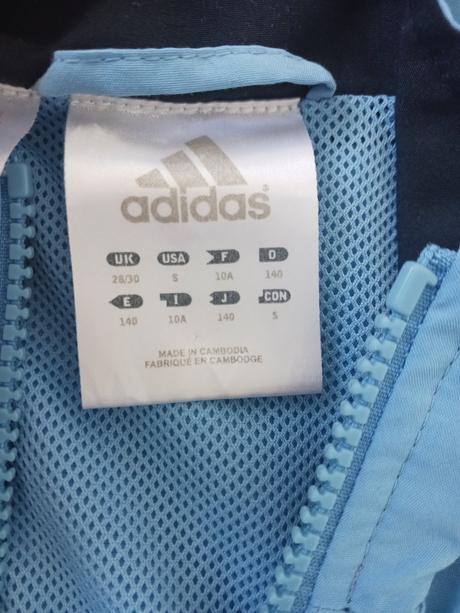 adidas®
UK USA F D
28/30 S 10A 140
E I J CON
140 10A 140 S
MADE IN CAMBODIA
FABRIQUÉ EN CAMBODGE